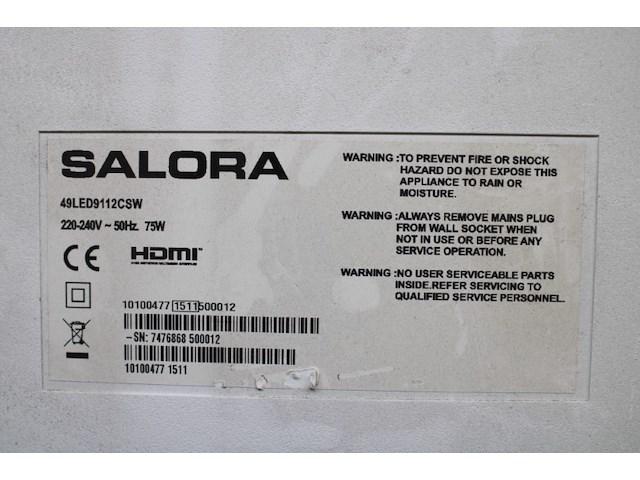 SALORA
49LED9112CSW
220-240V ~ 50Hz. 75W
CE HDMI
10100477 1511 500012
-SN: 7476868 500012
10100477 1511
WARNING :TO PREVENT FIRE OR SHOCK
HAZARD DO NOT EXPOSE THIS
APPLIANCE TO RAIN OR
MOISTURE.
WARNING :ALWAYS REMOVE MAINS PLUG
FROM WALL SOCKET WHEN
NOT IN USE OR BEFORE ANY
SERVICE OPERATION.
WARNING :NO USER SERVICEABLE PARTS
INSIDE.REFER SERVICING TO
QUALIFIED SERVICE PERSONNEL.